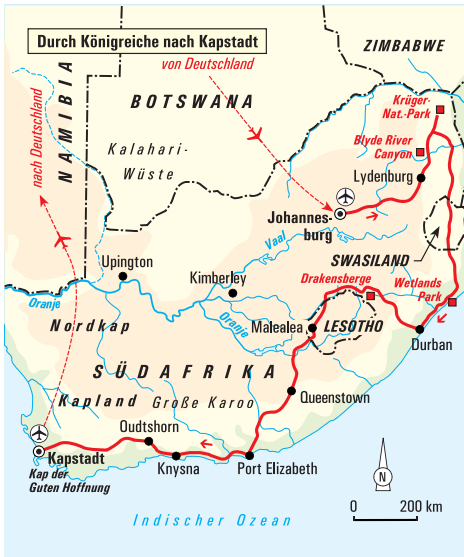 Durch Königreiche nach Kapstadt
von Deutschland
ZIMBABWE
nach Deutschland
NAMIBIA
BOTSWANA
Krüger-
Nat.-Park
Kalahari-
Wüste
Blyde River
Canyon
Lydenburg
Johannes-
burg
Vaal
SWASILAND
Upington
Kimberley
Drakensberge
Wetlands
Park
Oranje
Oranje
Nordkap
Malealea
LESOTHO
Durban
SÜDAFRIKA
Kapland
Große Karoo
Queenstown
Oudtshorn
Kapstadt
Kap der
Guten Hoffnung
Knysna
Port Elizabeth
N
0
200 km
Indischer Ozean